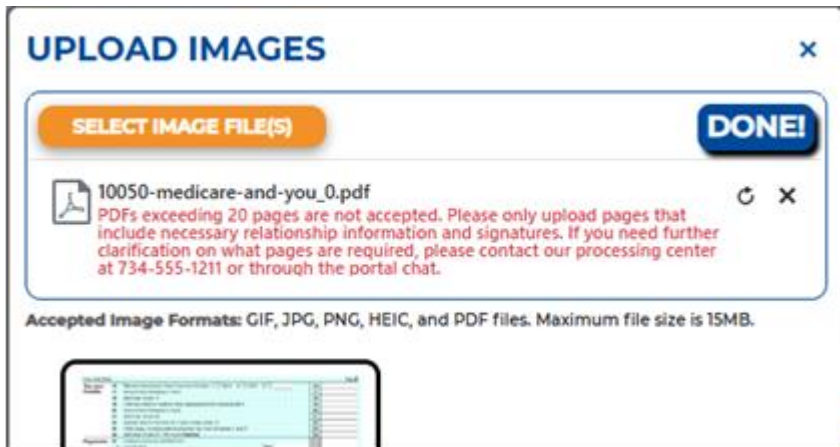 UPLOAD IMAGES
×
SELECT IMAGE FILE(S)
DONE!
10050-medicare-and-you_0.pdf
PDFs exceeding 20 pages are not accepted. Please only upload pages that
include necessary relationship information and signatures. If you need further
clarification on what pages are required, please contact our processing center
at 734-555-1211 or through the portal chat.
Accepted Image Formats: GIF, JPG, PNG, HEIC, and PDF files. Maximum file size is 15MB.